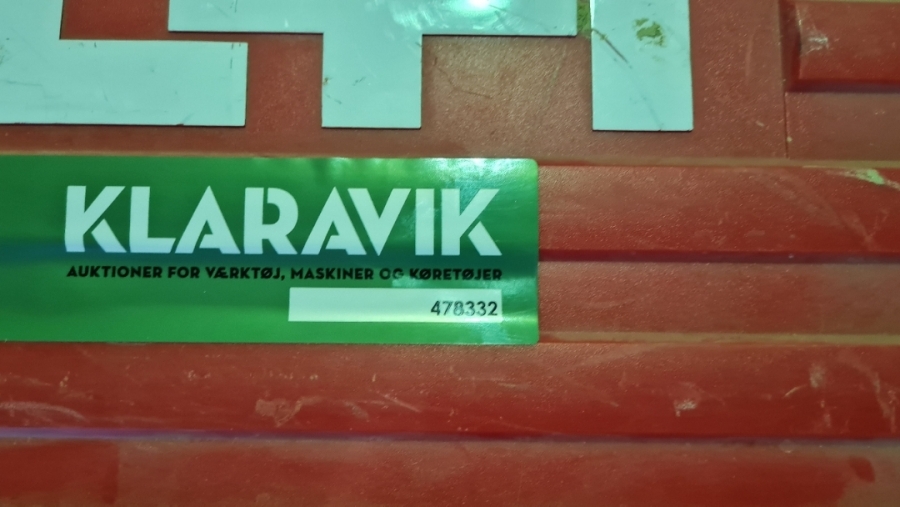 KLARAVIK
AUKTIONER FOR VÆRKTØJ, MASKINER OG KØRETØJER
478332